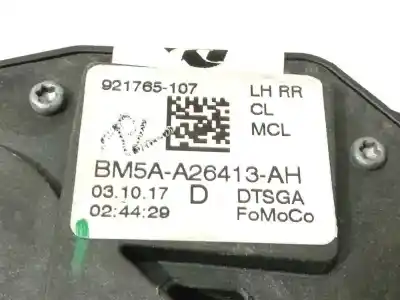 921765-107 LH RR
CL
MCL
BM5A-A26413-AH
03.10.17 D DTSGA
02:44:29 FoMoCo